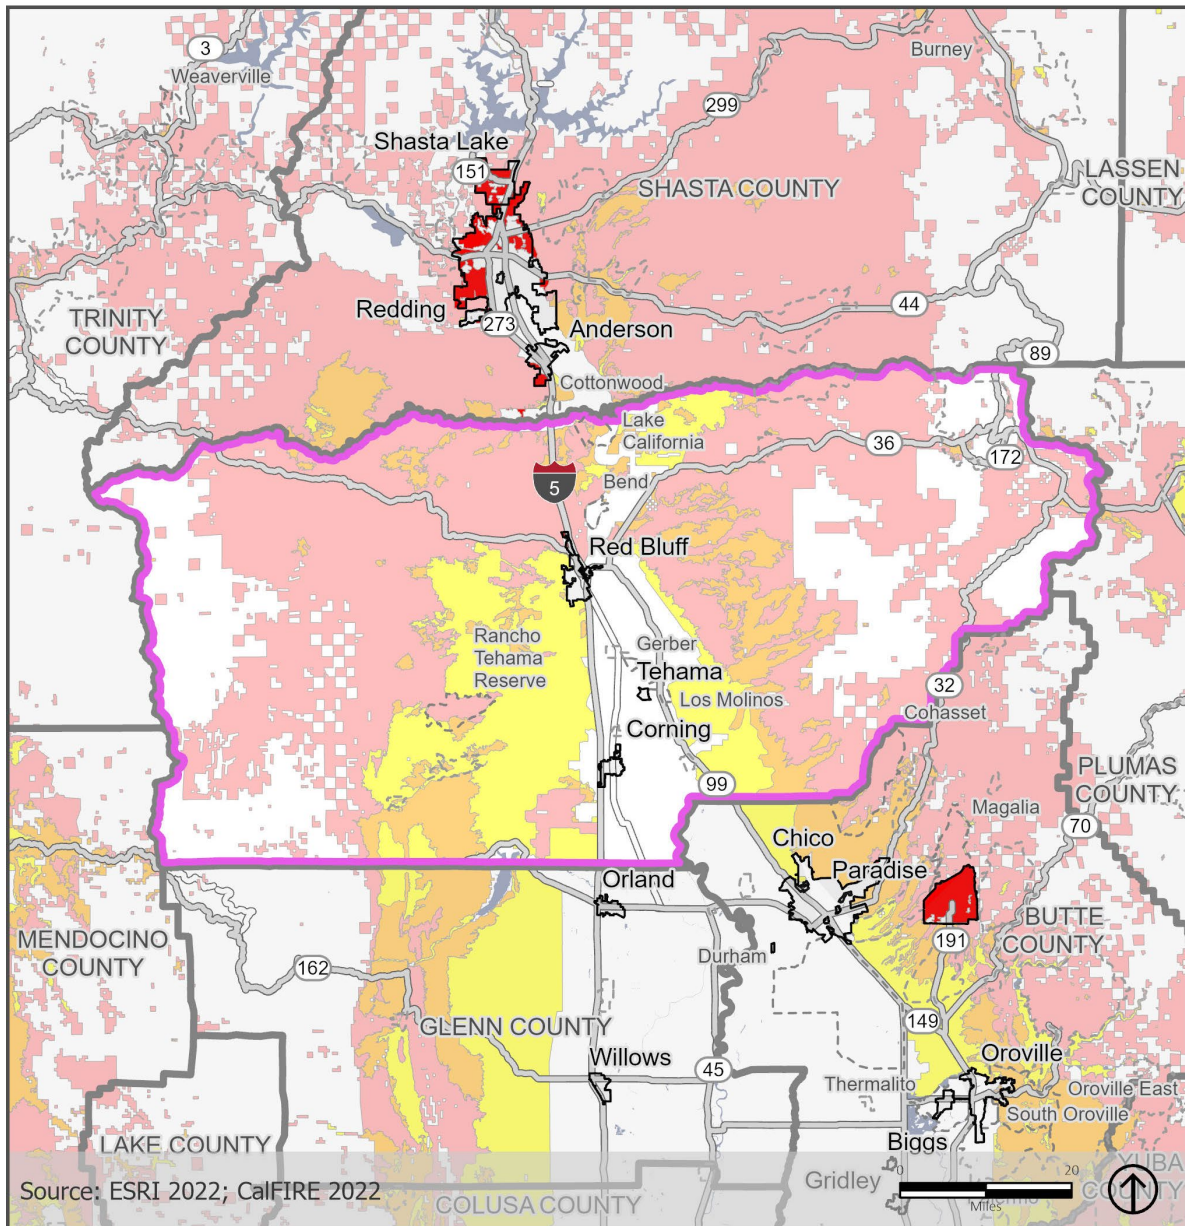 3
Weaverville
Burney
299
Shasta Lake
151
SHASTA COUNTY
LASSEN
COUNTY
TRINITY
COUNTY
Redding
273
Anderson
44
89
Cottonwood
Lake
California
36
172
5
Bend
Red Bluff
Rancho
Tehama
Reserve
Gerber
Tehama
Los Molinos
32
Cohasset
Corning
99
PLUMAS
COUNTY
Magalia
70
Chico
Paradise
Orland
MENDOCINO
COUNTY
BUTTE
COUNTY
191
Durham
162
GLENN COUNTY
149
Willows
45
Oroville
Thermalito
Oroville East
South Oroville
Biggs
LAKE COUNTY
Gridley
YUBA
COUNTY
Source: ESRI 2022; CalFIRE 2022
COLUSA COUNTY
0
20
Miles